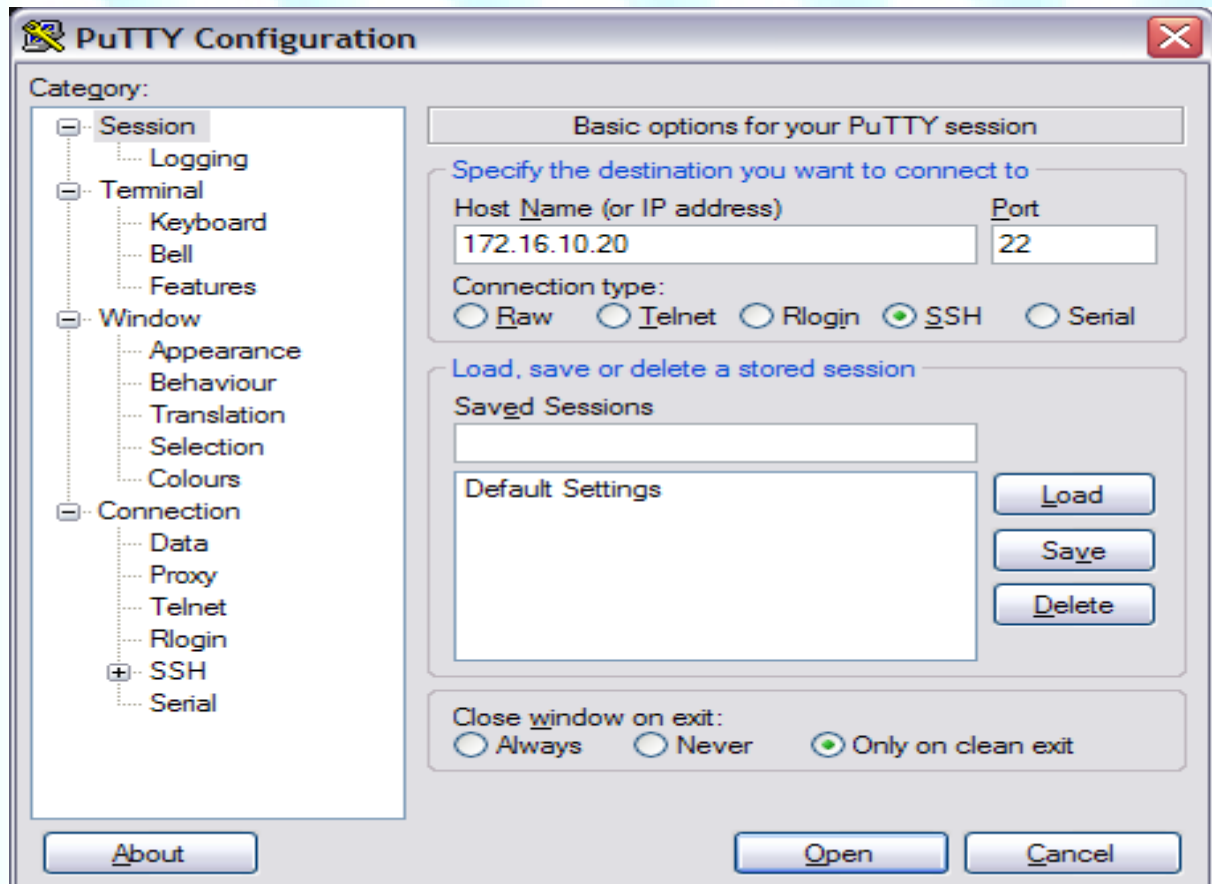 PuTTY Configuration
Category:
Session
Logging
Terminal
Keyboard
Bell
Features
Window
Appearance
Behaviour
Translation
Selection
Colours
Connection
Data
Proxy
Telnet
Rlogin
SSH
Serial
Basic options for your PuTTY session
Specify the destination you want to connect to
Host Name (or IP address) Port
172.16.10.20 22
Connection type:
Raw Telnet Rlogin SSH Serial
Load, save or delete a stored session
Saved Sessions
Default Settings
Load
Save
Delete
Close window on exit:
Always Never Only on clean exit
About Open Cancel